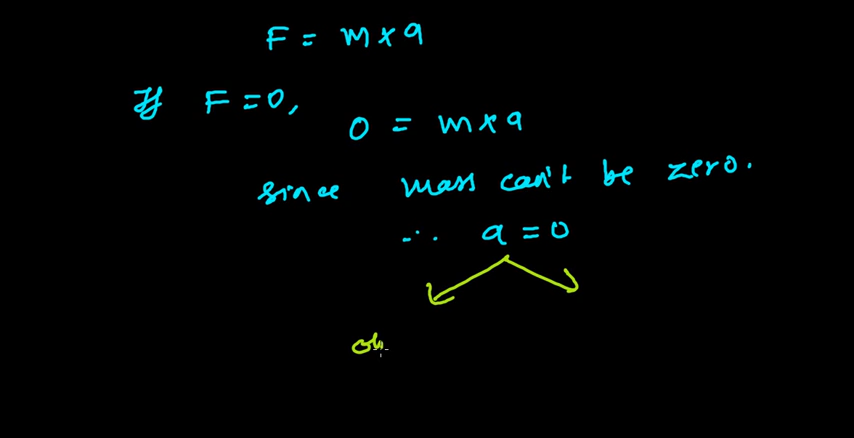 F = m × a
If F = 0,
0 = m × a
since mass can't be zero.
∴ a = 0